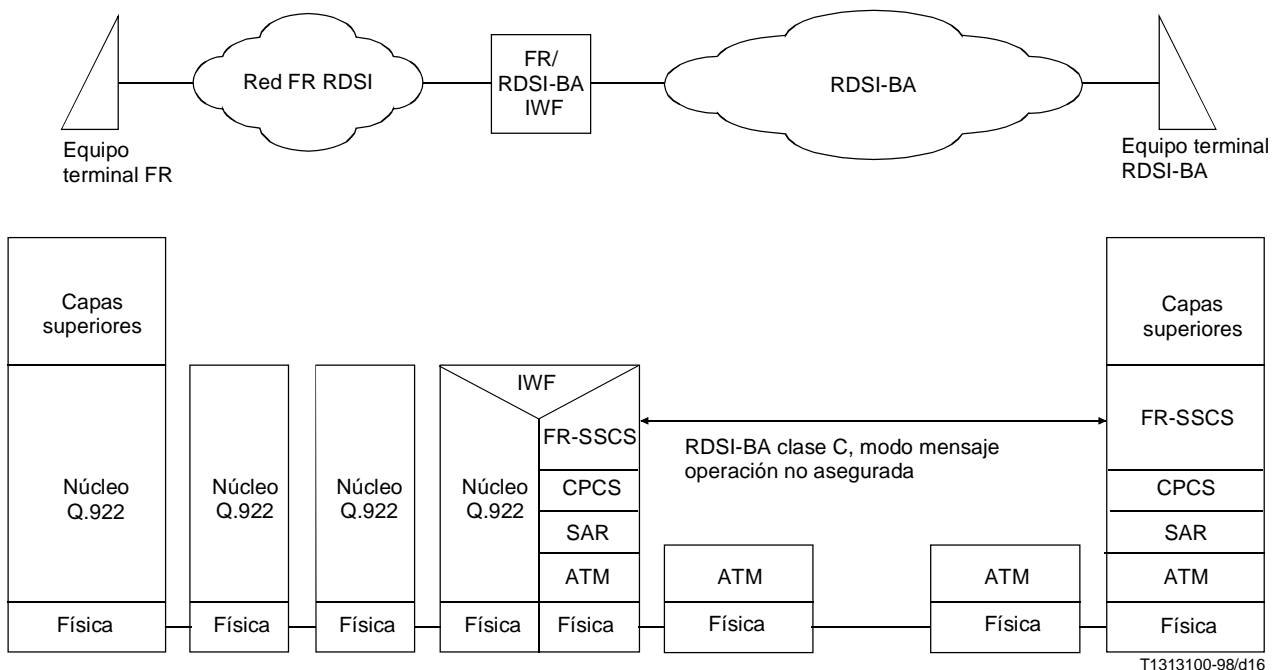 Red FR RDSI
FR/
RDSI-BA
IWF
RDSI-BA
Equipo
terminal FR
Equipo terminal
RDSI-BA
Capas
superiores
Núcleo
Q.922
Física
Núcleo
Q.922
Física
Núcleo
Q.922
Física
IWF
Núcleo
Q.922
Física
FR-SSCS
CPCS
SAR
ATM
Física
RDSI-BA clase C, modo mensaje
operación no asegurada
ATM
Física
ATM
Física
Capas
superiores
FR-SSCS
CPCS
SAR
ATM
Física
T1313100-98/d16